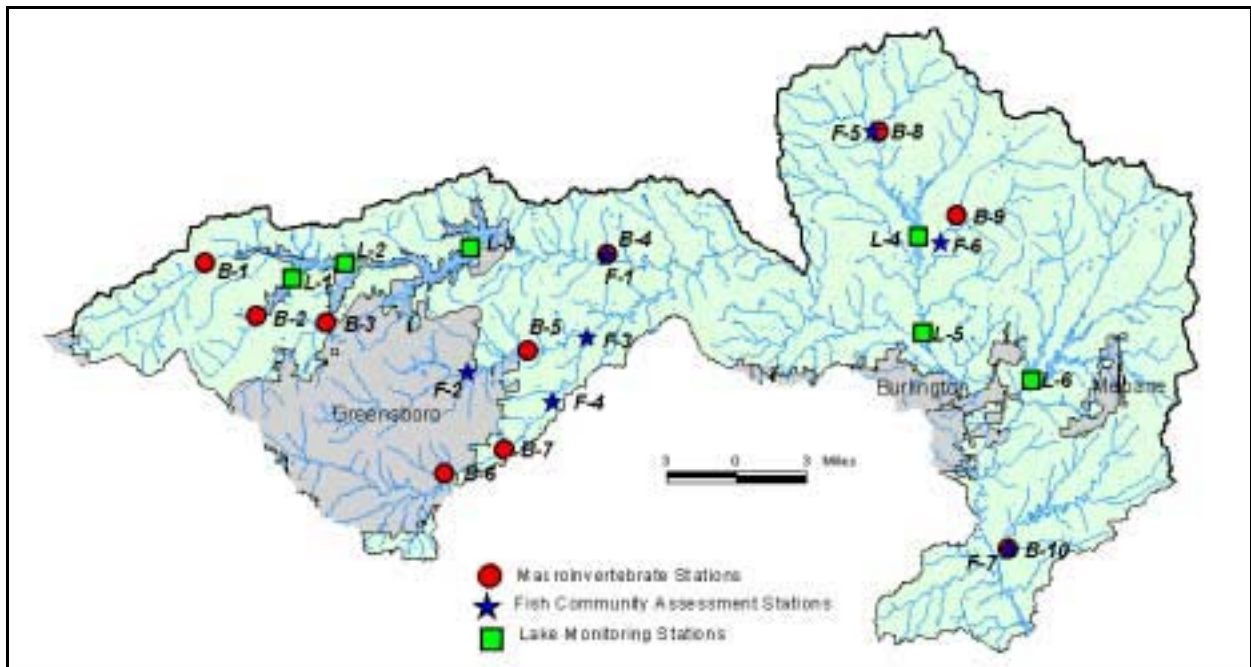 F-5 B-8
B-9
L-4
F-6
B-4
F-1
L-3
L-2
B-1
L-1
B-2
B-3
B-5
F-3
L-5
F-2
Burlington
L-6
Mebane
F-4
Greensboro
B-7
B-6
3 0 3 Miles
F-7 B-10
Macroinvertebrate Stations
Fish Community Assessment Stations
Lake Monitoring Stations